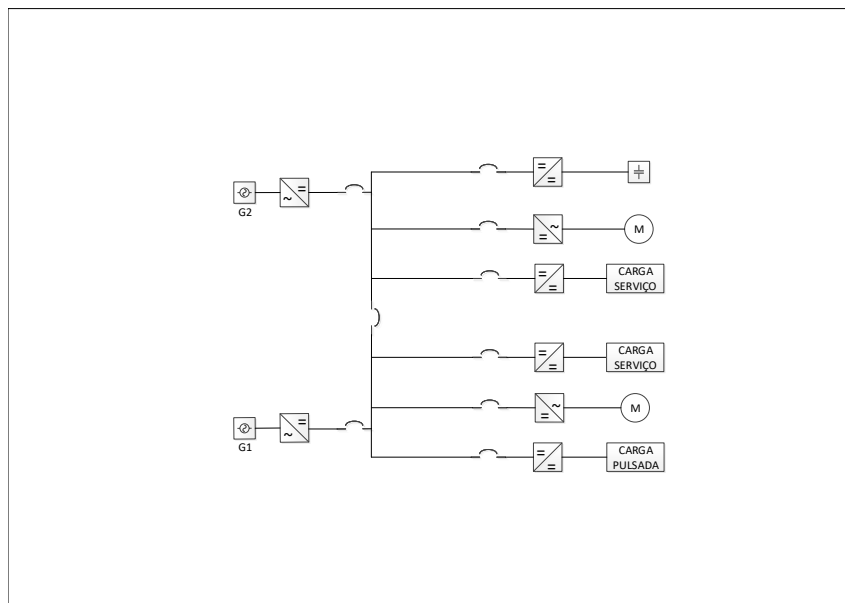 G2
M
CARGA
SERVIÇO
CARGA
SERVIÇO
G1
M
CARGA
PULSADA